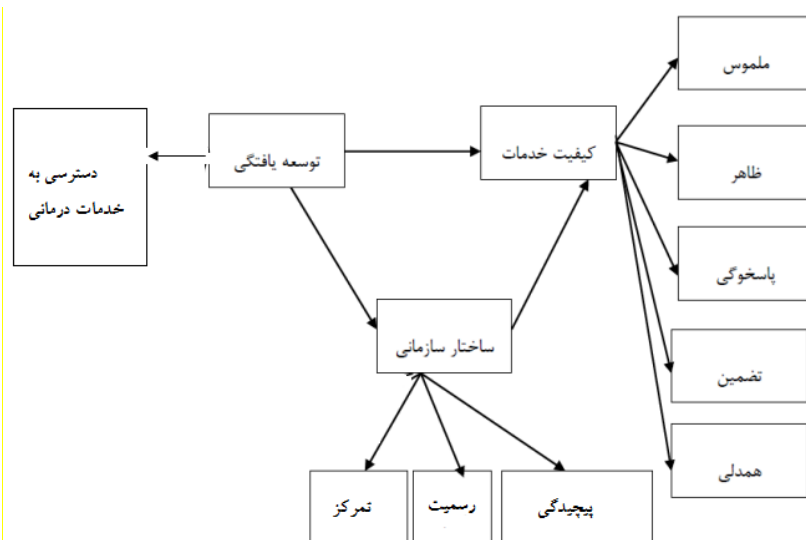 ملموس
کیفیت خدمات
توسعه یافتگی
دسترسی به
خدمات درمانی
ظاهر
پاسخوگی
ساختار سازمانی
تضمین
همدلی
پیچیدگی
رسمیت
تمرکز